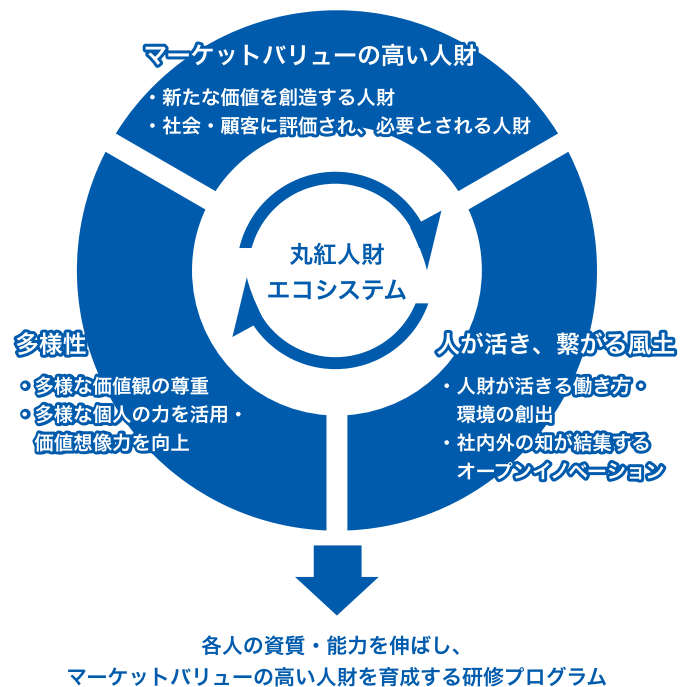 マーケットバリューの高い人財
・新たな価値を創造する人財
・社会・顧客に評価され、必要とされる人財
丸紅人財
エコシステム
多様性
・多様な価値観の尊重
・多様な個人の力を活用・
価値想像力を向上
人が活き、繋がる風土
・人財が活きる働き方・
環境の創出
・社内外の知が結集する
オープンイノベーション
各人の資質・能力を伸ばし、
マーケットバリューの高い人財を育成する研修プログラム